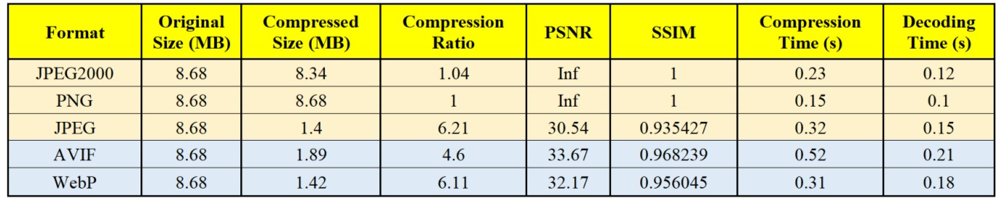 Format Original Size (MB) Compressed Size (MB) Compression Ratio PSNR SSIM Compression Time (s) Decoding Time (s)
JPEG2000 8.68 8.34 1.04 Inf 1 0.23 0.12
PNG 8.68 8.68 1 Inf 1 0.15 0.1
JPEG 8.68 1.4 6.21 30.54 0.935427 0.32 0.15
AVIF 8.68 1.89 4.6 33.67 0.968239 0.52 0.21
WebP 8.68 1.42 6.11 32.17 0.956045 0.31 0.18